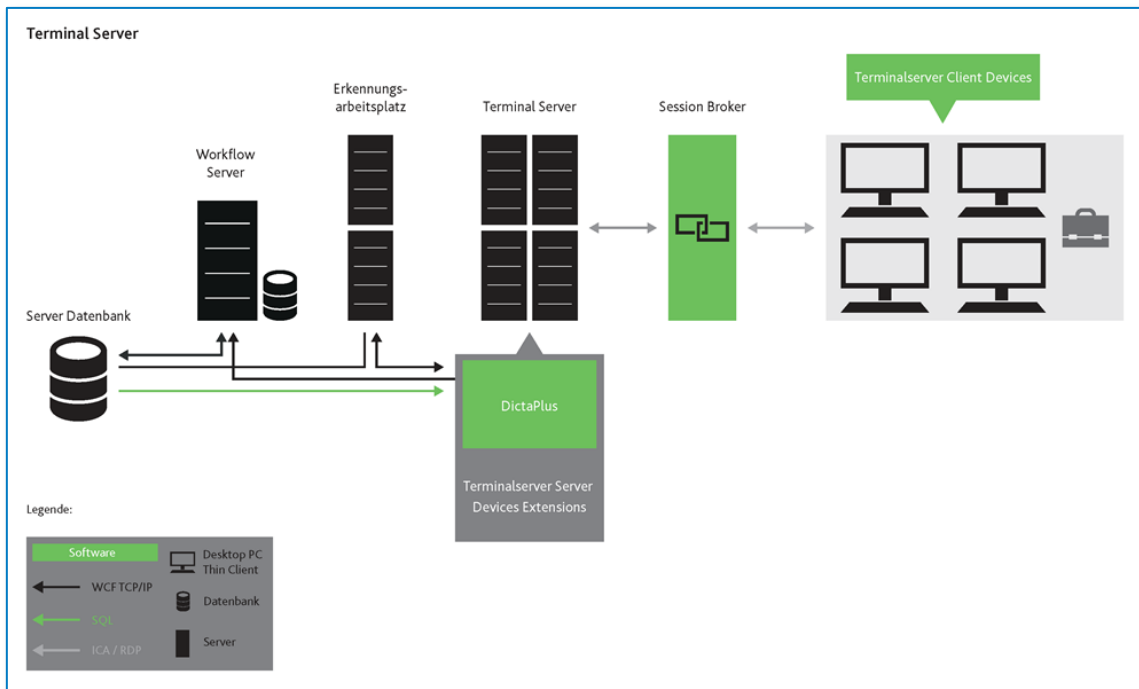 Terminal Server
Erkennungs-
arbeitsplatz
Terminal Server
Session Broker
Terminalserver Client Devices
Workflow
Server
Server Datenbank
DictaPlus
Terminalserver Server
Devices Extensions
Legende:
Software
WCF TCP/IP
SQL
ICA / RDP
Desktop PC
Thin Client
Datenbank
Server